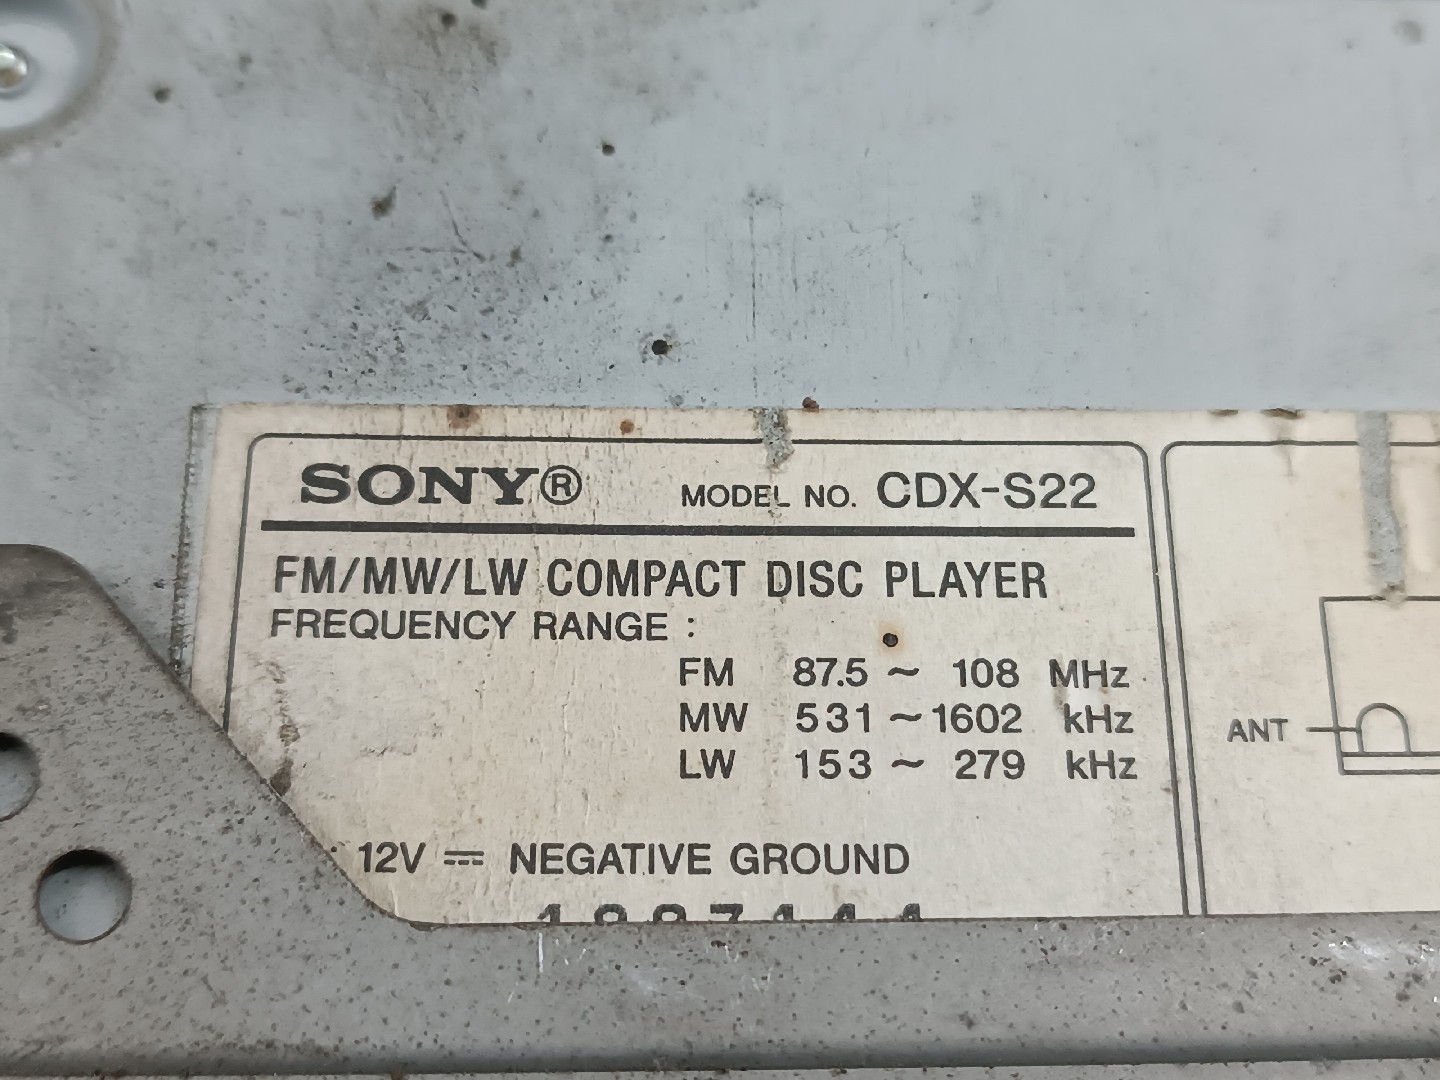 SONY® MODEL NO. CDX-S22
FM/MW/LW COMPACT DISC PLAYER
FREQUENCY RANGE :
FM 87.5 ~ 108 MHz
MW 531 ~ 1602 kHz
LW 153 ~ 279 kHz
ANT
12V ⎓ NEGATIVE GROUND